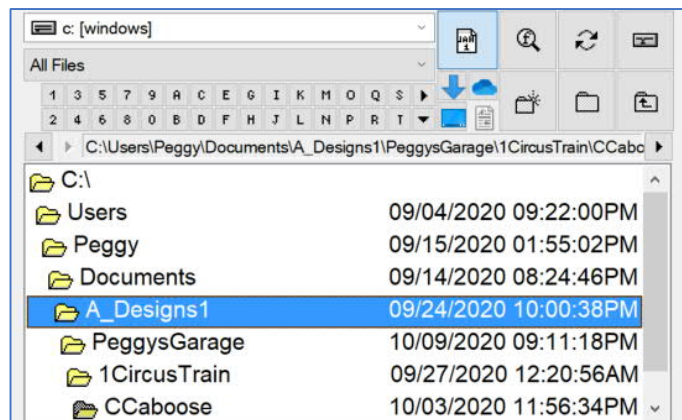 c: [windows]
JAN 1
All Files
1 3 5 7 9 A C E G I K M O Q S
2 4 6 8 0 B D F H J L N P R T
C:\Users\Peggy\Documents\A_Designs1\PeggysGarage\1CircusTrain\CCabo
C:\
Users 09/04/2020 09:22:00PM
Peggy 09/15/2020 01:55:02PM
Documents 09/14/2020 08:24:46PM
A_Designs1 09/24/2020 10:00:38PM
PeggysGarage 10/09/2020 09:11:18PM
1CircusTrain 09/27/2020 12:20:56AM
CCaboose 10/03/2020 11:56:34PM